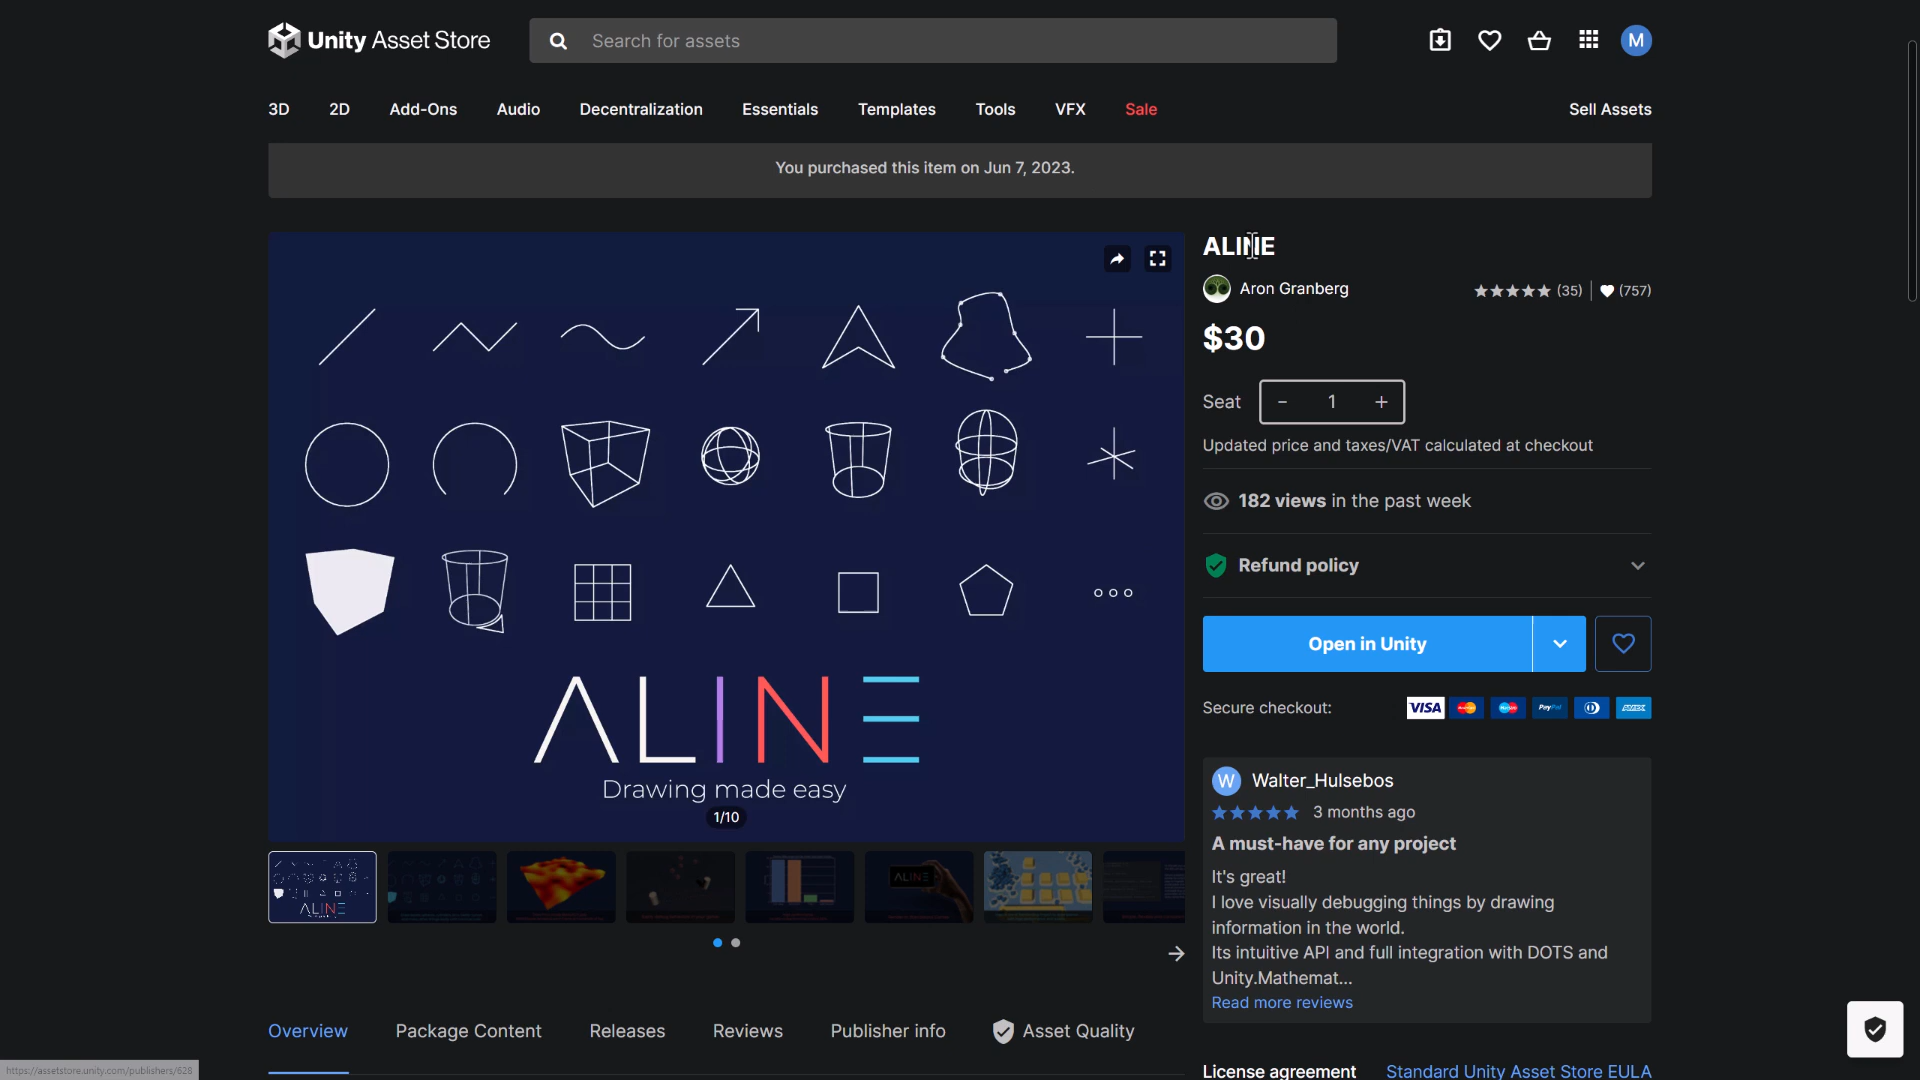 Unity Asset Store
Search for assets
M
3D
2D
Add-Ons
Audio
Decentralization
Essentials
Templates
Tools
VFX
Sale
Sell Assets
You purchased this item on Jun 7, 2023.
ALINE
Drawing made easy
1/10
ALINE
ALINE
ALINE
Aron Granberg
(35)
(757)
$30
Seat
- 1 +
Updated price and taxes/VAT calculated at checkout
182 views in the past week
Refund policy
Open in Unity
Secure checkout:
VISA
PayPal
AMEX
W
Walter_Hulsebos
3 months ago
A must-have for any project
It's great!
I love visually debugging things by drawing
information in the world.
Its intuitive API and full integration with DOTS and
Unity.Mathemat...
Read more reviews
Overview
Package Content
Releases
Reviews
Publisher info
Asset Quality
License agreement
Standard Unity Asset Store EULA
https://assetstore.unity.com/publishers/628